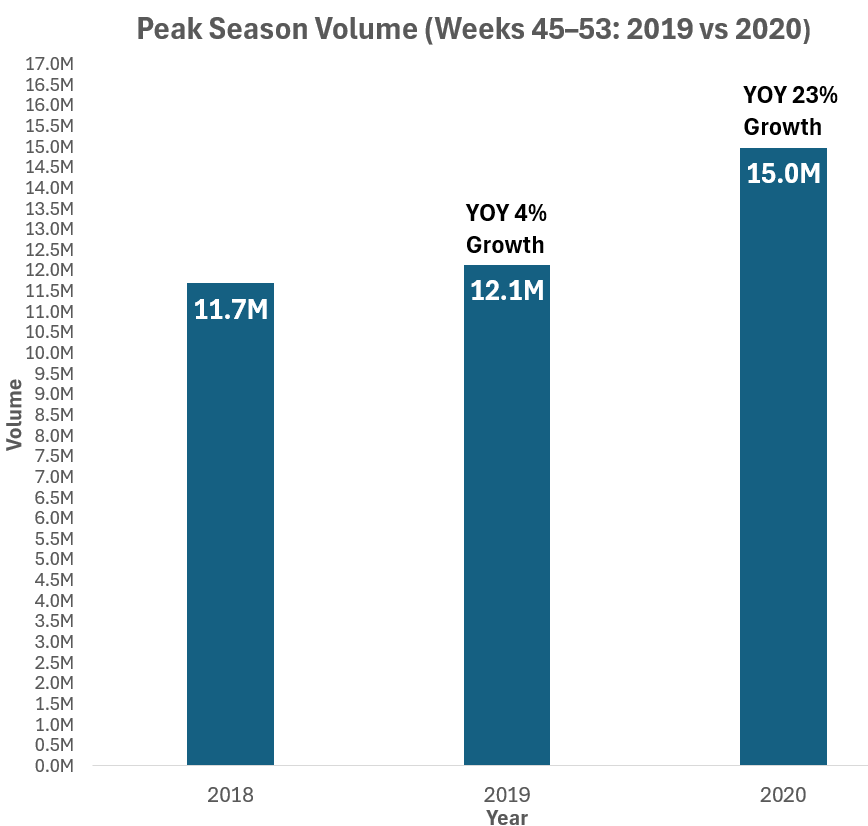 Peak Season Volume (Weeks 45–53: 2019 vs 2020)
17.0M
16.5M
16.0M
15.5M
15.0M
14.5M
14.0M
13.5M
13.0M
12.5M
12.0M
11.5M
11.0M
10.5M
10.0M
9.5M
9.0M
8.5M
8.0M
7.5M
7.0M
6.5M
6.0M
5.5M
5.0M
4.5M
4.0M
3.5M
3.0M
2.5M
2.0M
1.5M
1.0M
0.5M
0.0M
Volume
11.7M
YOY 4%
Growth
12.1M
YOY 23%
Growth
15.0M
2018
2019
2020
Year